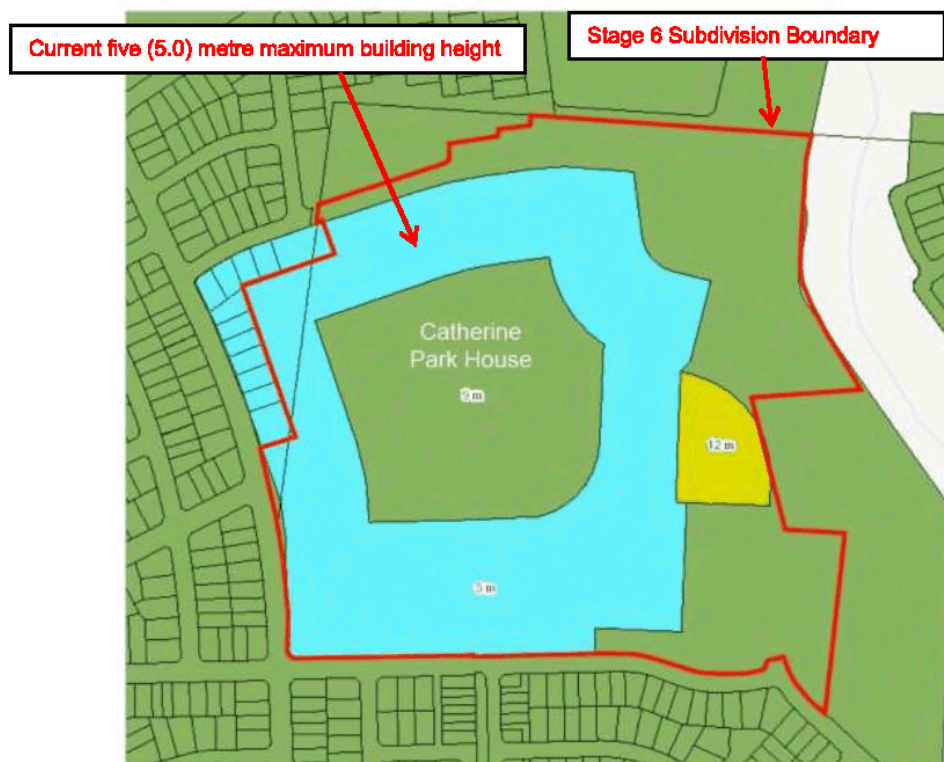 Current five (5.0) metre maximum building height
Stage 6 Subdivision Boundary
Catherine
Park House
9 m
12 m
5 m